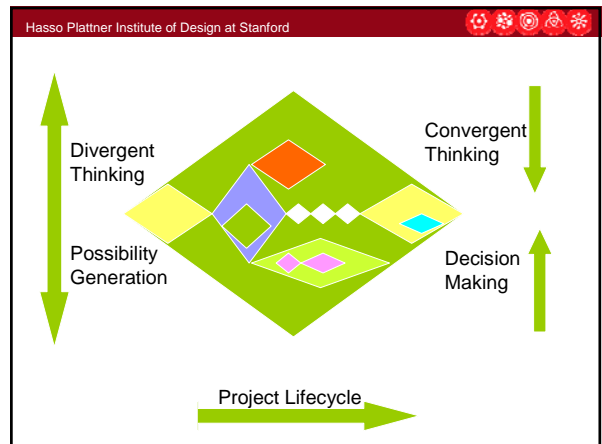 Hasso Plattner Institute of Design at Stanford
Divergent
Thinking
Possibility
Generation
Convergent
Thinking
Decision
Making
Project Lifecycle